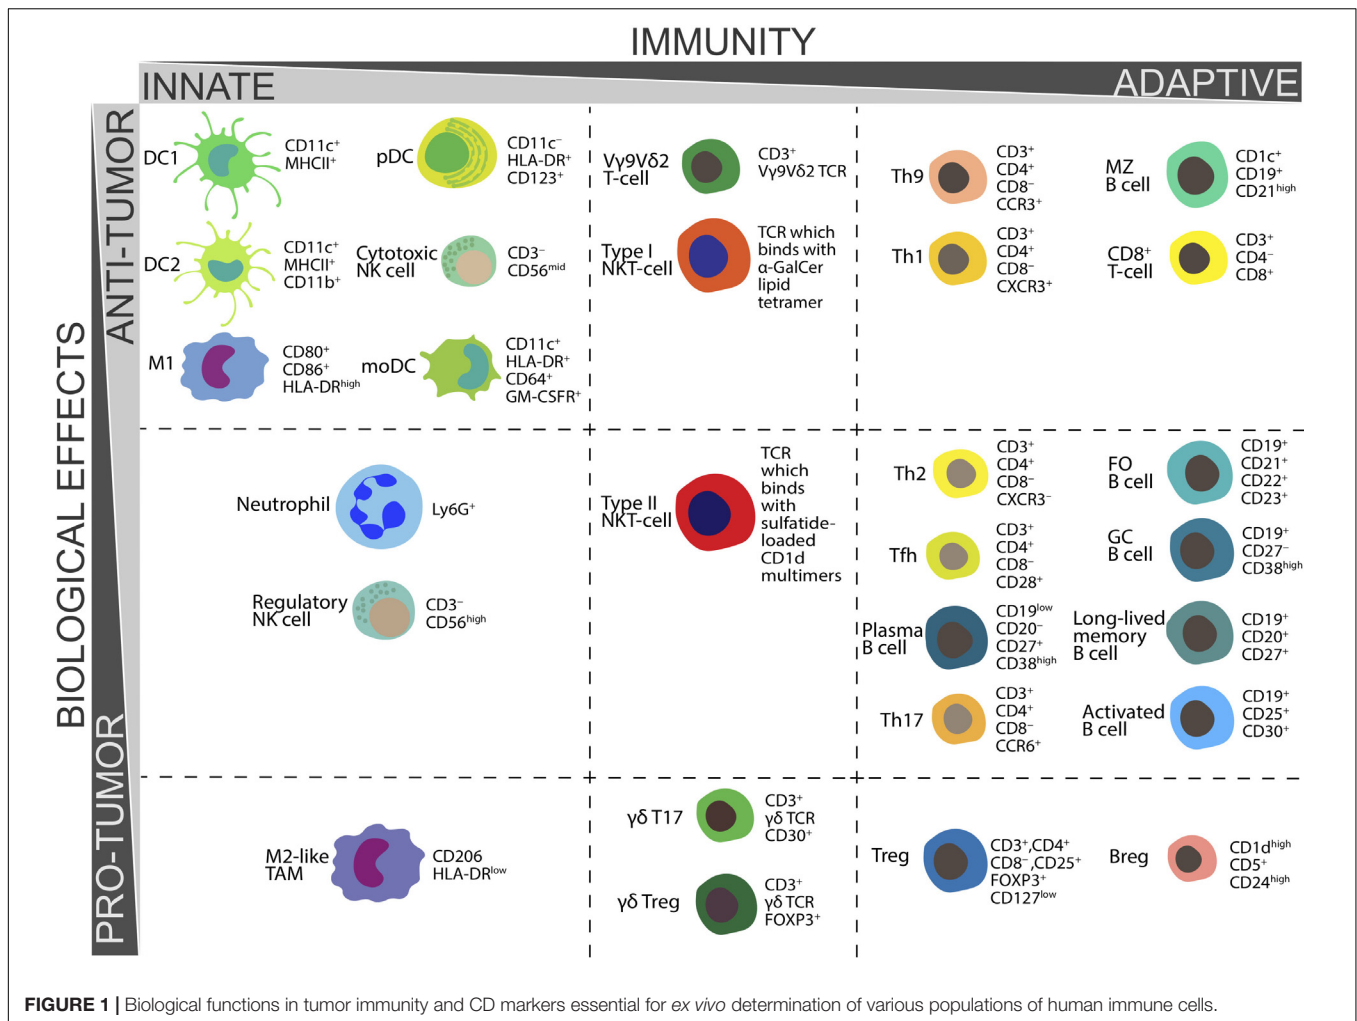 IMMUNITY
INNATE
ADAPTIVE
BIOLOGICAL EFFECTS
ANTI-TUMOR
PRO-TUMOR
DC1
CD11c⁺
MHCII⁺
pDC
CD11c⁻
HLA-DR⁺
CD123⁺
DC2
CD11c⁺
MHCII⁺
CD11b⁺
Cytotoxic
NK cell
CD3⁻
CD56ᵐⁱᵈ
M1
CD80⁺
CD86⁺
HLA-DRʰⁱᵍʰ
moDC
CD11c⁺
HLA-DR⁺
CD64⁺
GM-CSFR⁺
Vγ9Vδ2
T-cell
CD3⁺
Vγ9Vδ2 TCR
Type I
NKT-cell
TCR which
binds with
α-GalCer
lipid
tetramer
Th9
CD3⁺
CD4⁺
CD8⁻
CCR3⁺
MZ
B cell
CD1c⁺
CD19⁺
CD21ʰⁱᵍʰ
Th1
CD3⁺
CD4⁺
CD8⁻
CXCR3⁺
CD8⁺
T-cell
CD3⁺
CD4⁻
CD8⁺
Neutrophil
Ly6G⁺
Regulatory
NK cell
CD3⁻
CD56ʰⁱᵍʰ
Type II
NKT-cell
TCR
which
binds
with
sulfatide-
loaded
CD1d
multimers
Th2
CD3⁺
CD4⁺
CD8⁻
CXCR3⁻
FO
B cell
CD19⁺
CD21⁺
CD22⁺
CD23⁺
Tfh
CD3⁺
CD4⁺
CD8⁻
CD28⁺
GC
B cell
CD19⁺
CD27⁻
CD38ʰⁱᵍʰ
Plasma
B cell
CD19ˡᵒʷ
CD20⁻
CD27⁺
CD38ʰⁱᵍʰ
Long-lived
memory
B cell
CD19⁺
CD20⁺
CD27⁺
Th17
CD3⁺
CD4⁺
CD8⁻
CCR6⁺
Activated
B cell
CD19⁺
CD25⁺
CD30⁺
M2-like
TAM
CD206
HLA-DRˡᵒʷ
γδ T17
CD3⁺
γδ TCR
CD30⁺
γδ Treg
CD3⁺
γδ TCR
FOXP3⁺
Treg
CD3⁺,CD4⁺
CD8⁻,CD25⁺
FOXP3⁺
CD127ˡᵒʷ
Breg
CD1dʰⁱᵍʰ
CD5⁺
CD24ʰⁱᵍʰ
FIGURE 1 | Biological functions in tumor immunity and CD markers essential for ex vivo determination of various populations of human immune cells.